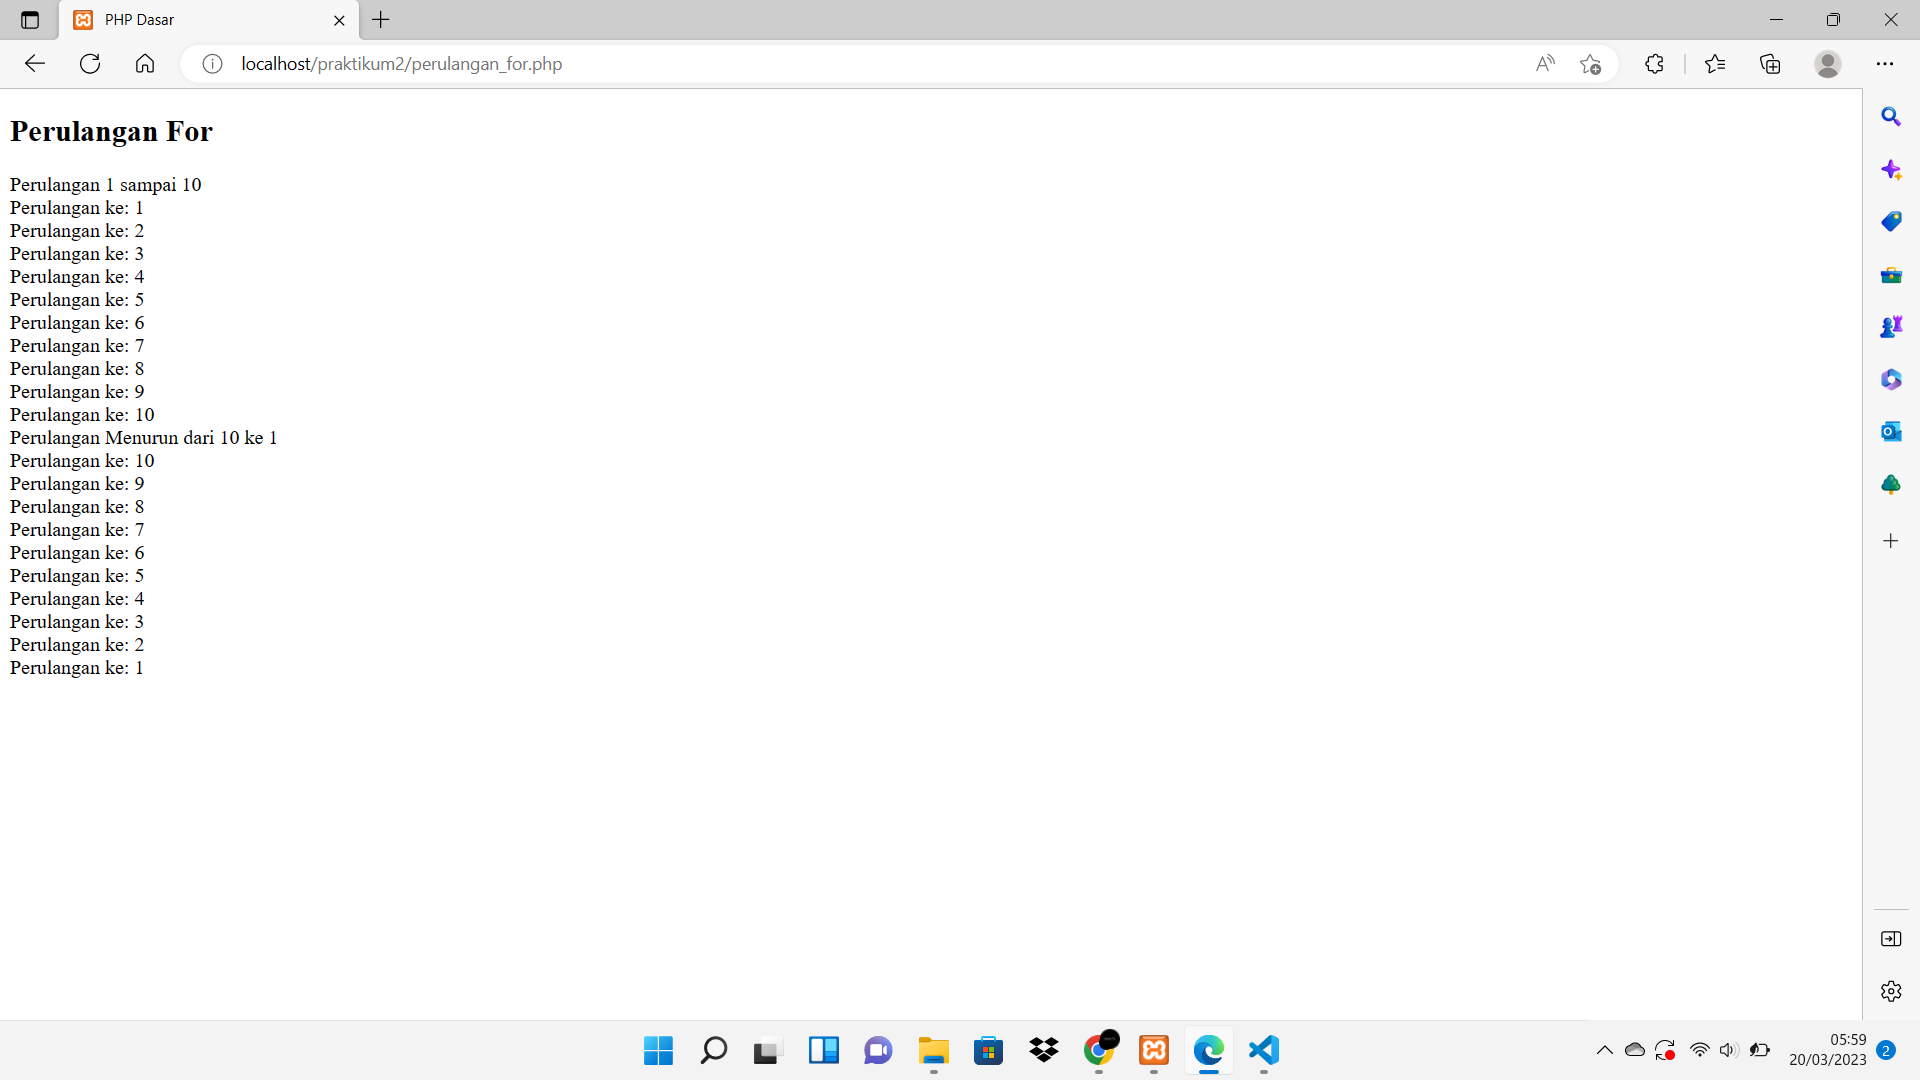 PHP Dasar
localhost/praktikum2/perulangan_for.php
Perulangan For
Perulangan 1 sampai 10
Perulangan ke: 1
Perulangan ke: 2
Perulangan ke: 3
Perulangan ke: 4
Perulangan ke: 5
Perulangan ke: 6
Perulangan ke: 7
Perulangan ke: 8
Perulangan ke: 9
Perulangan ke: 10
Perulangan Menurun dari 10 ke 1
Perulangan ke: 10
Perulangan ke: 9
Perulangan ke: 8
Perulangan ke: 7
Perulangan ke: 6
Perulangan ke: 5
Perulangan ke: 4
Perulangan ke: 3
Perulangan ke: 2
Perulangan ke: 1
05:59
20/03/2023
2